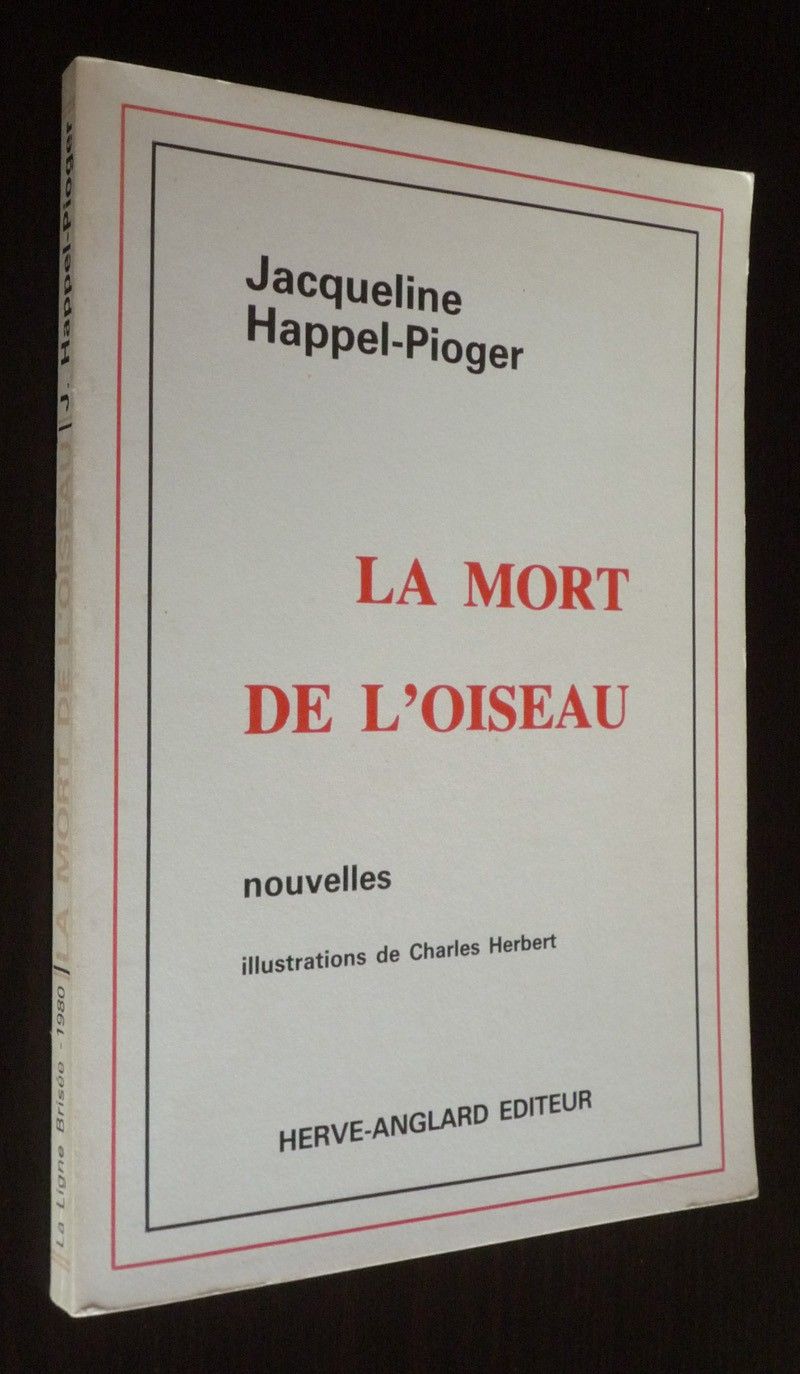 Jacqueline
Happel-Pioger
LA MORT
DE L'OISEAU
nouvelles
illustrations de Charles Herbert
HERVE-ANGLARD EDITEUR
La Ligne Brisée - 1980 // LA MORT DE L'OISEAU // J. Happel-Pioger